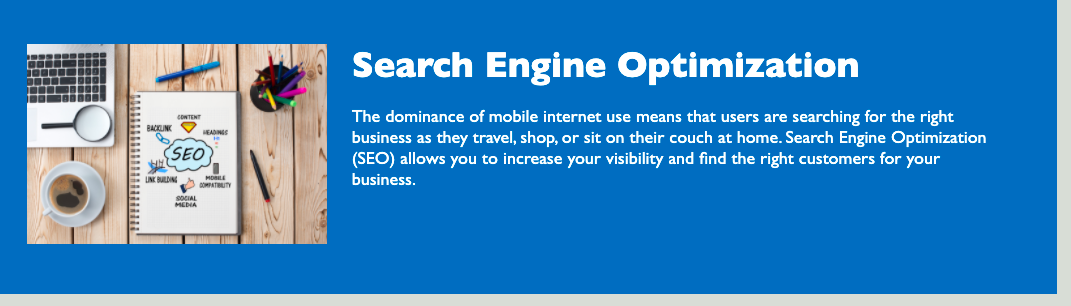 Search Engine Optimization
The dominance of mobile internet use means that users are searching for the right
business as they travel, shop, or sit on their couch at home. Search Engine Optimization
(SEO) allows you to increase your visibility and find the right customers for your
business.
CONTENT
BACKLINK
HEADINGS
SEO
LINK BUILDING
MOBILE
COMPATIBILITY
SOCIAL
MEDIA